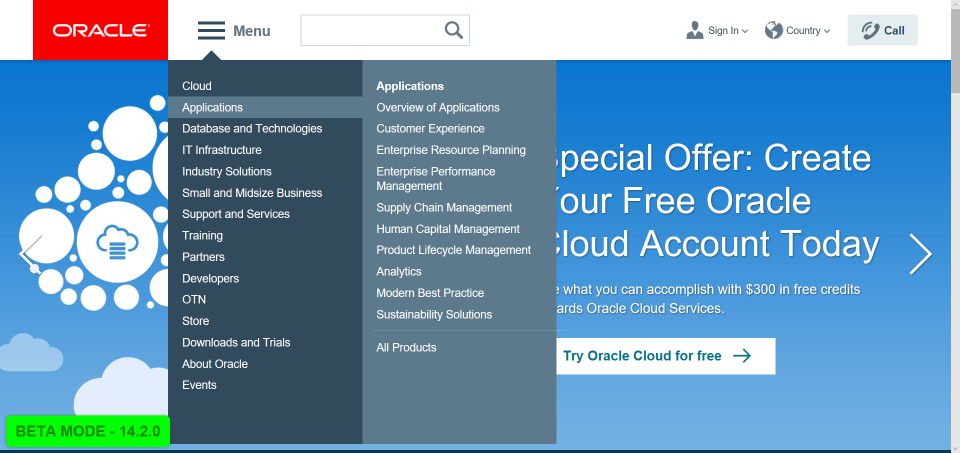 ORACLE
Menu
Sign In
Country
Call
Cloud
Applications
Database and Technologies
IT Infrastructure
Industry Solutions
Small and Midsize Business
Support and Services
Training
Partners
Developers
OTN
Store
Downloads and Trials
About Oracle
Events
Applications
Overview of Applications
Customer Experience
Enterprise Resource Planning
Enterprise Performance
Management
Supply Chain Management
Human Capital Management
Product Lifecycle Management
Analytics
Modern Best Practice
Sustainability Solutions
All Products
pecial Offer: Create
our Free Oracle
loud Account Today
e what you can accomplish with $300 in free credits
ards Oracle Cloud Services.
Try Oracle Cloud for free
BETA MODE - 14.2.0